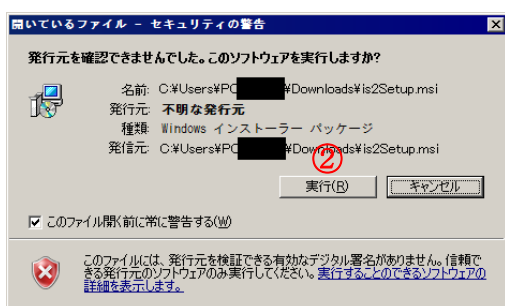 開いているファイル - セキュリティの警告
発行元を確認できませんでした。このソフトウェアを実行しますか?
名前: C:¥Users¥PC ¥Downloads¥is2Setup.msi
発行元: 不明な発行元
種類: Windows インストーラー パッケージ
発信元: C:¥Users¥PC ¥Downloads¥is2Setup.msi
②
実行(R) キャンセル
このファイル開く前に常に警告する(W)
このファイルには、発行元を検証できる有効なデジタル署名がありません。信頼で
きる発行元のソフトウェアのみ実行してください。実行することのできるソフトウェアの
詳細を表示します。